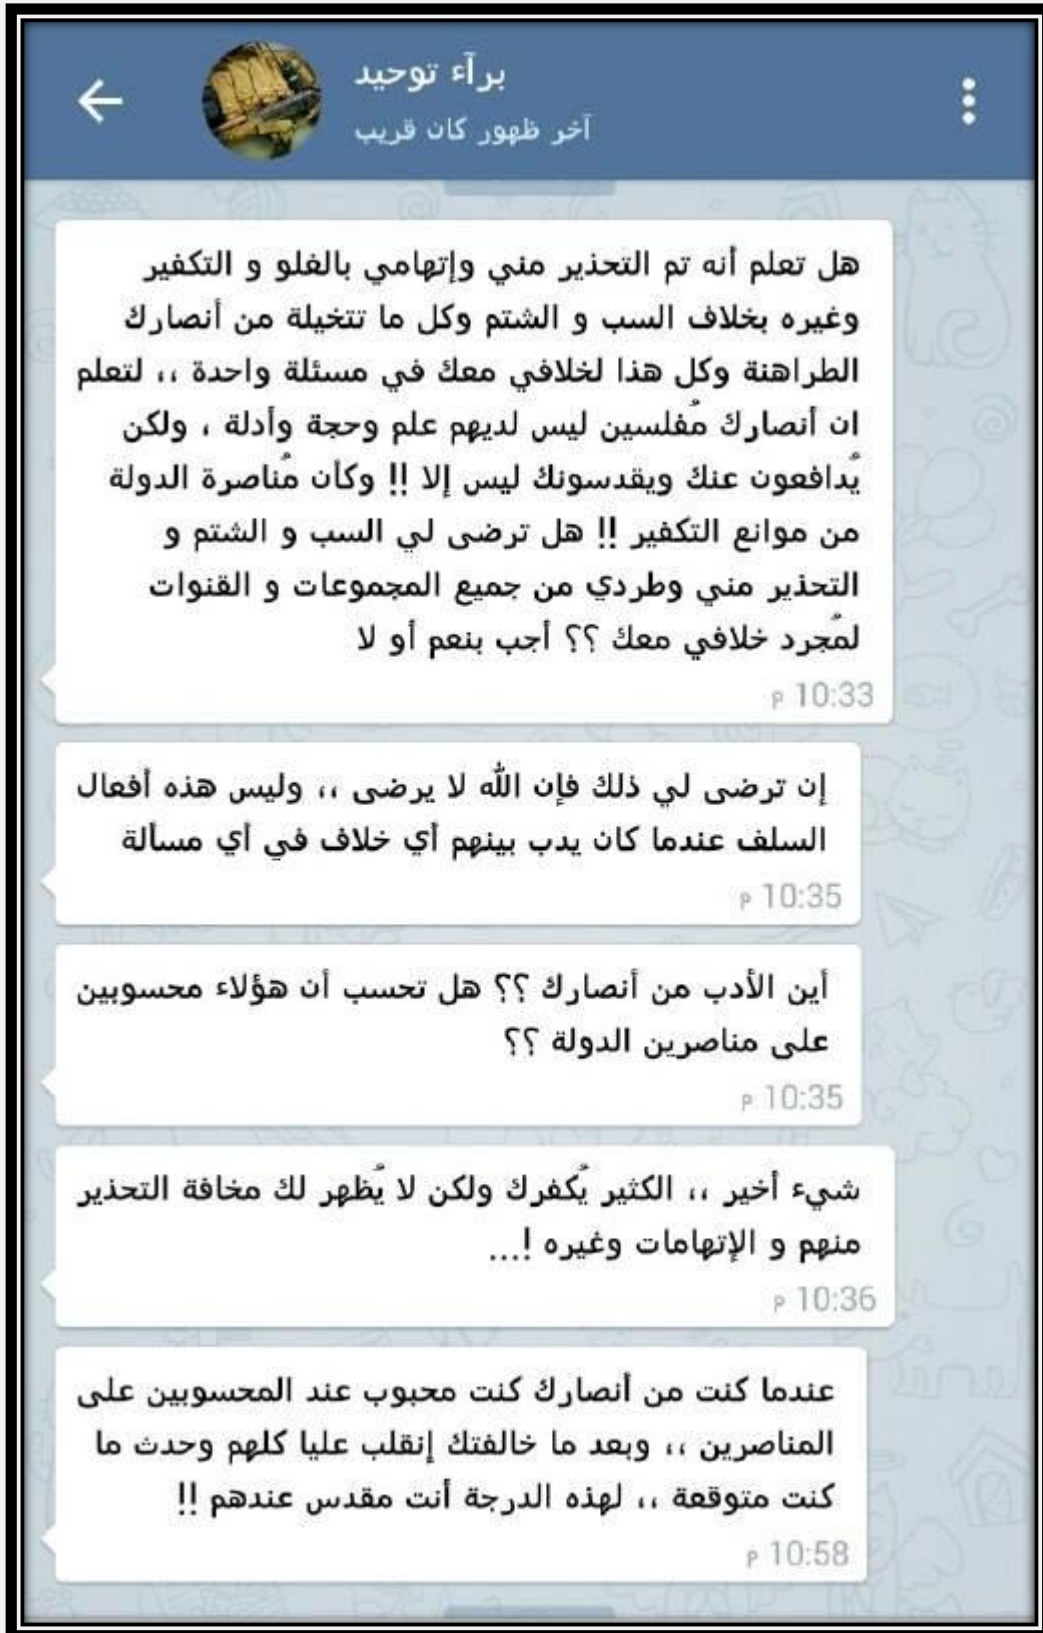 برآء توحيد
آخر ظهور كان قريب
هل تعلم أنه تم التحذير مني وإتهامي بالغلو و التكفير
وغيره بخلاف السب و الشتم وكل ما تتخيلة من أنصارك
الطراهنة وكل هذا لخلافي معك في مسئلة واحدة ،، لتعلم
ان أنصارك مُفلسين ليس لديهم علم وحجة وأدلة ، ولكن
يُدافعون عنك ويقدسونك ليس إلا !! وكأن مُناصرة الدولة
من موانع التكفير !! هل ترضى لي السب و الشتم و
التحذير مني وطردي من جميع المجموعات و القنوات
لمُجرد خلافي معك ؟؟ أجب بنعم أو لا
10:33 م
إن ترضى لي ذلك فإن الله لا يرضى ،، وليس هذه أفعال
السلف عندما كان يدب بينهم أي خلاف في أي مسألة
10:35 م
أين الأدب من أنصارك ؟؟ هل تحسب أن هؤلاء محسوبين
على مناصرين الدولة ؟؟
10:35 م
شيء أخير ،، الكثير يُكفرك ولكن لا يُظهر لك مخافة التحذير
منهم و الإتهامات وغيره !...
10:36 م
عندما كنت من أنصارك كنت محبوب عند المحسوبين على
المناصرين ،، وبعد ما خالفتك إنقلب عليا كلهم وحدث ما
كنت متوقعة ،، لهذه الدرجة أنت مقدس عندهم !!
10:58 م